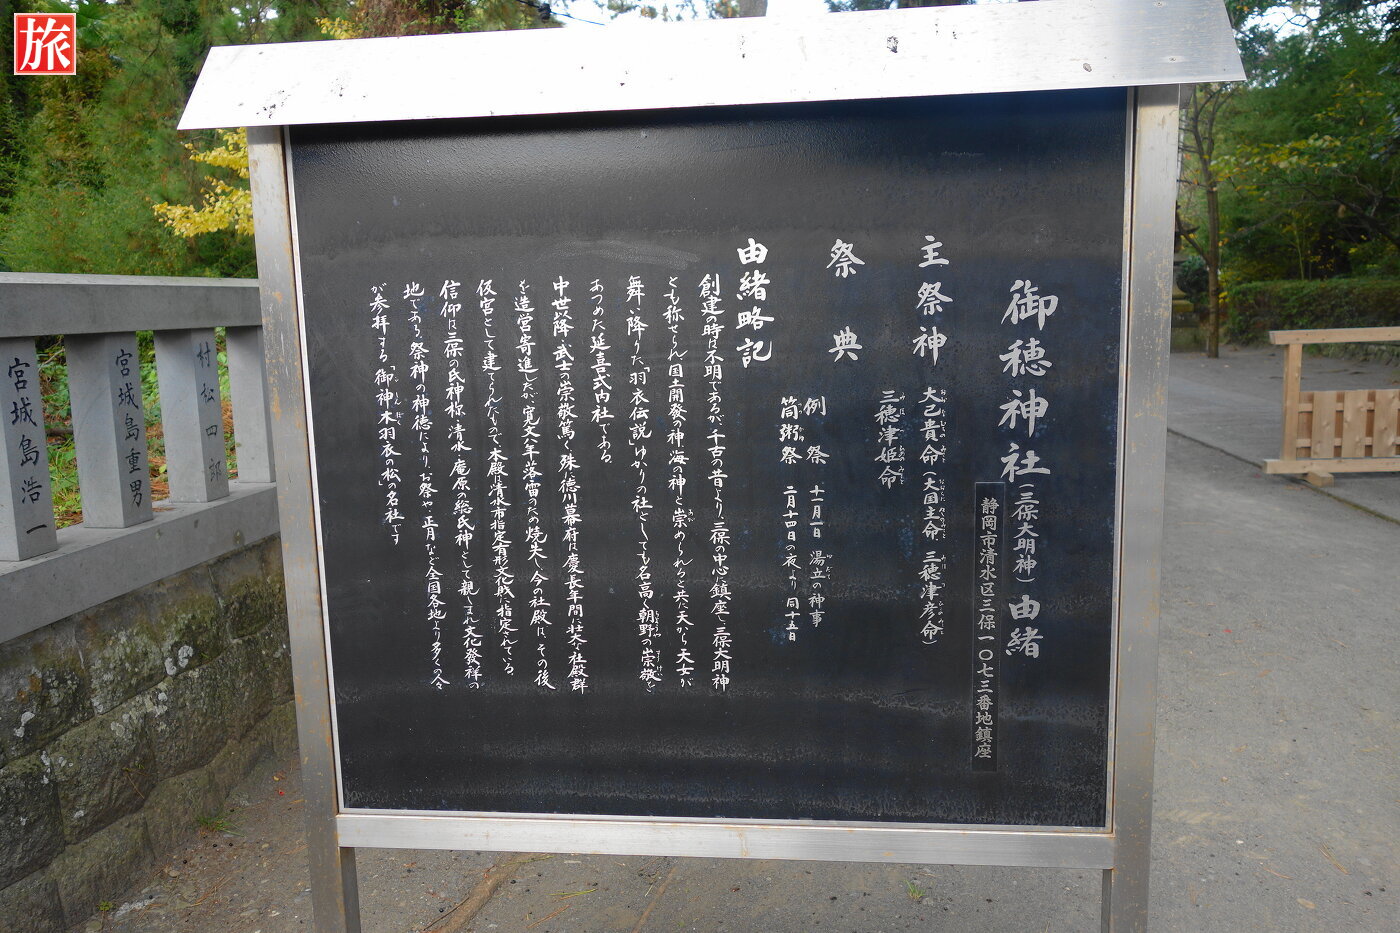 旅
御穂神社（三保大明神）由緒
静岡市清水区三保一〇七三番地鎮座
主祭神
大己貴命（大国主命 三穂津彦命）
三穂津姫命
祭典
例祭 十一月一日 湯立の神事
筒粥祭 二月十四日の夜より同十五日
由緒略記
創建の時は不明であるが、千古の昔より、三保の中心に鎮座し、三保大明神
とも称せられ国土開發の神、海の神と崇められると共に天から天女が
舞い降りた「羽衣伝説」ゆかりの社としても名高く朝野の崇敬を
あつめた延喜式内社である。
中世以降、武士の崇敬篤く殊に徳川幕府は慶長年間に壮大な社殿群
を造営寄進したが、寛文八年落雷のため焼失し、今の社殿は、その後
仮宮として建てられたもので、本殿は清水市指定有形文化財に指定されている。
信仰は三保の氏神様、清水・庵原の総氏神として親しまれ文化發祥の
地である。祭神の神徳により、お祭や、正月など全国各地より多くの人々
が参拝する「御神木羽衣の松」の名社です
村松四郎
宮城島重男
宮城島浩一